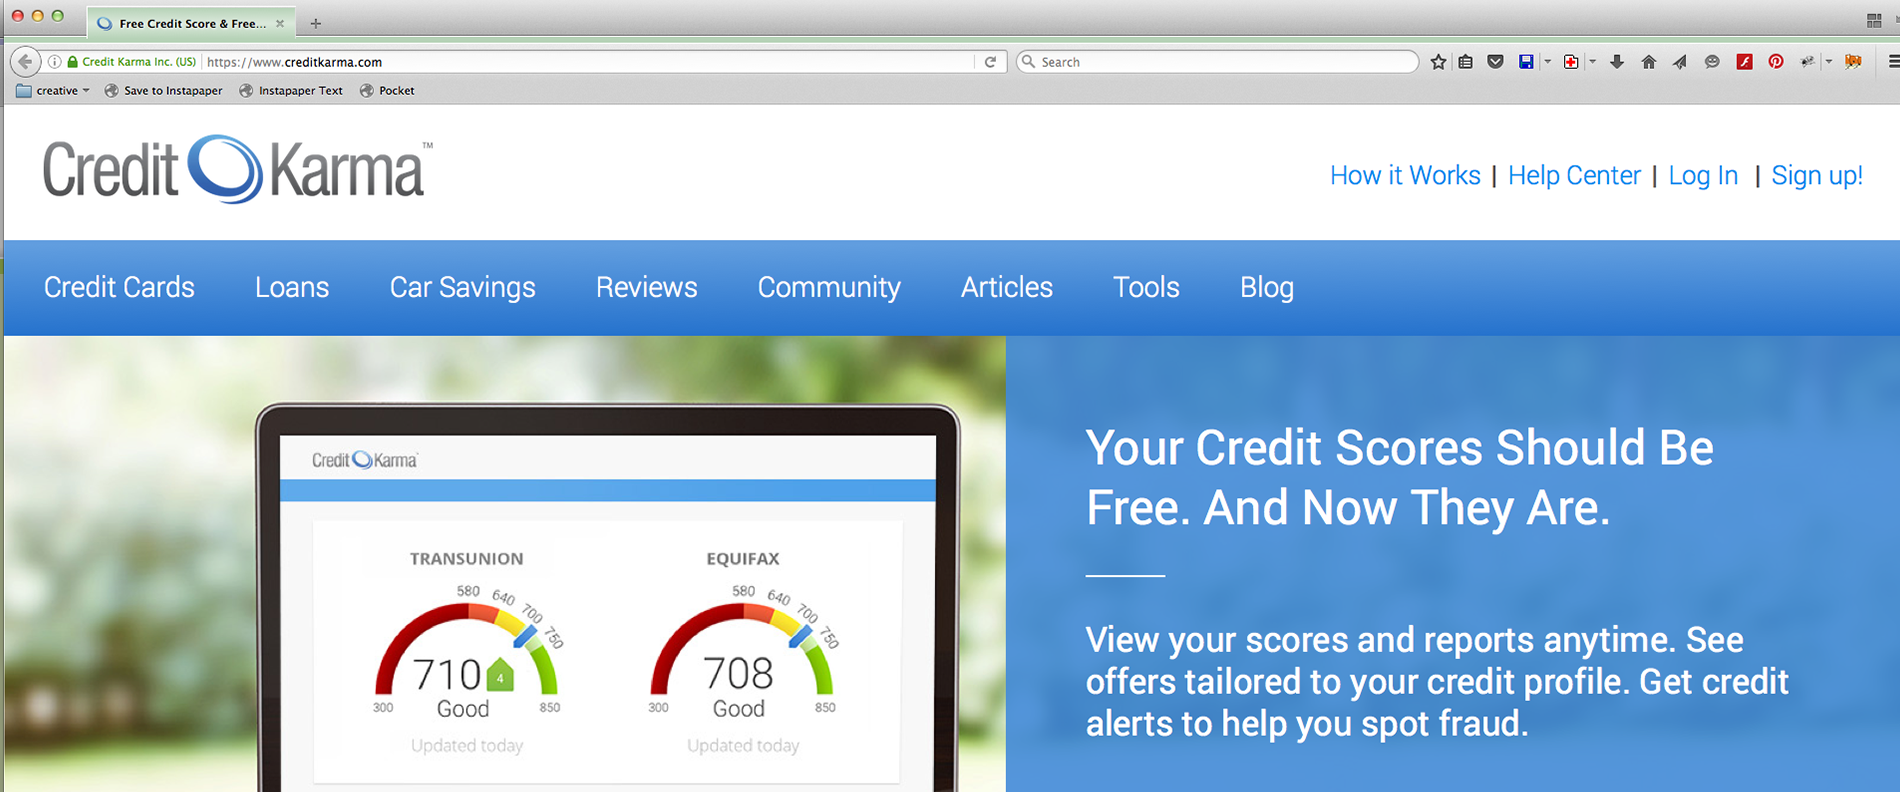 Free Credit Score & Free...
Credit Karma Inc. (US)
https://www.creditkarma.com
Search
creative
Save to Instapaper
Instapaper Text
Pocket
Credit Karma™
How it Works | Help Center | Log In | Sign up!
Credit Cards Loans Car Savings Reviews Community Articles Tools Blog
Credit Karma
TRANSUNION
580
640
700
750
710
4
Good
300
850
Updated today
EQUIFAX
580
640
700
750
708
Good
300
850
Updated today
Your Credit Scores Should Be
Free. And Now They Are.
View your scores and reports anytime. See
offers tailored to your credit profile. Get credit
alerts to help you spot fraud.